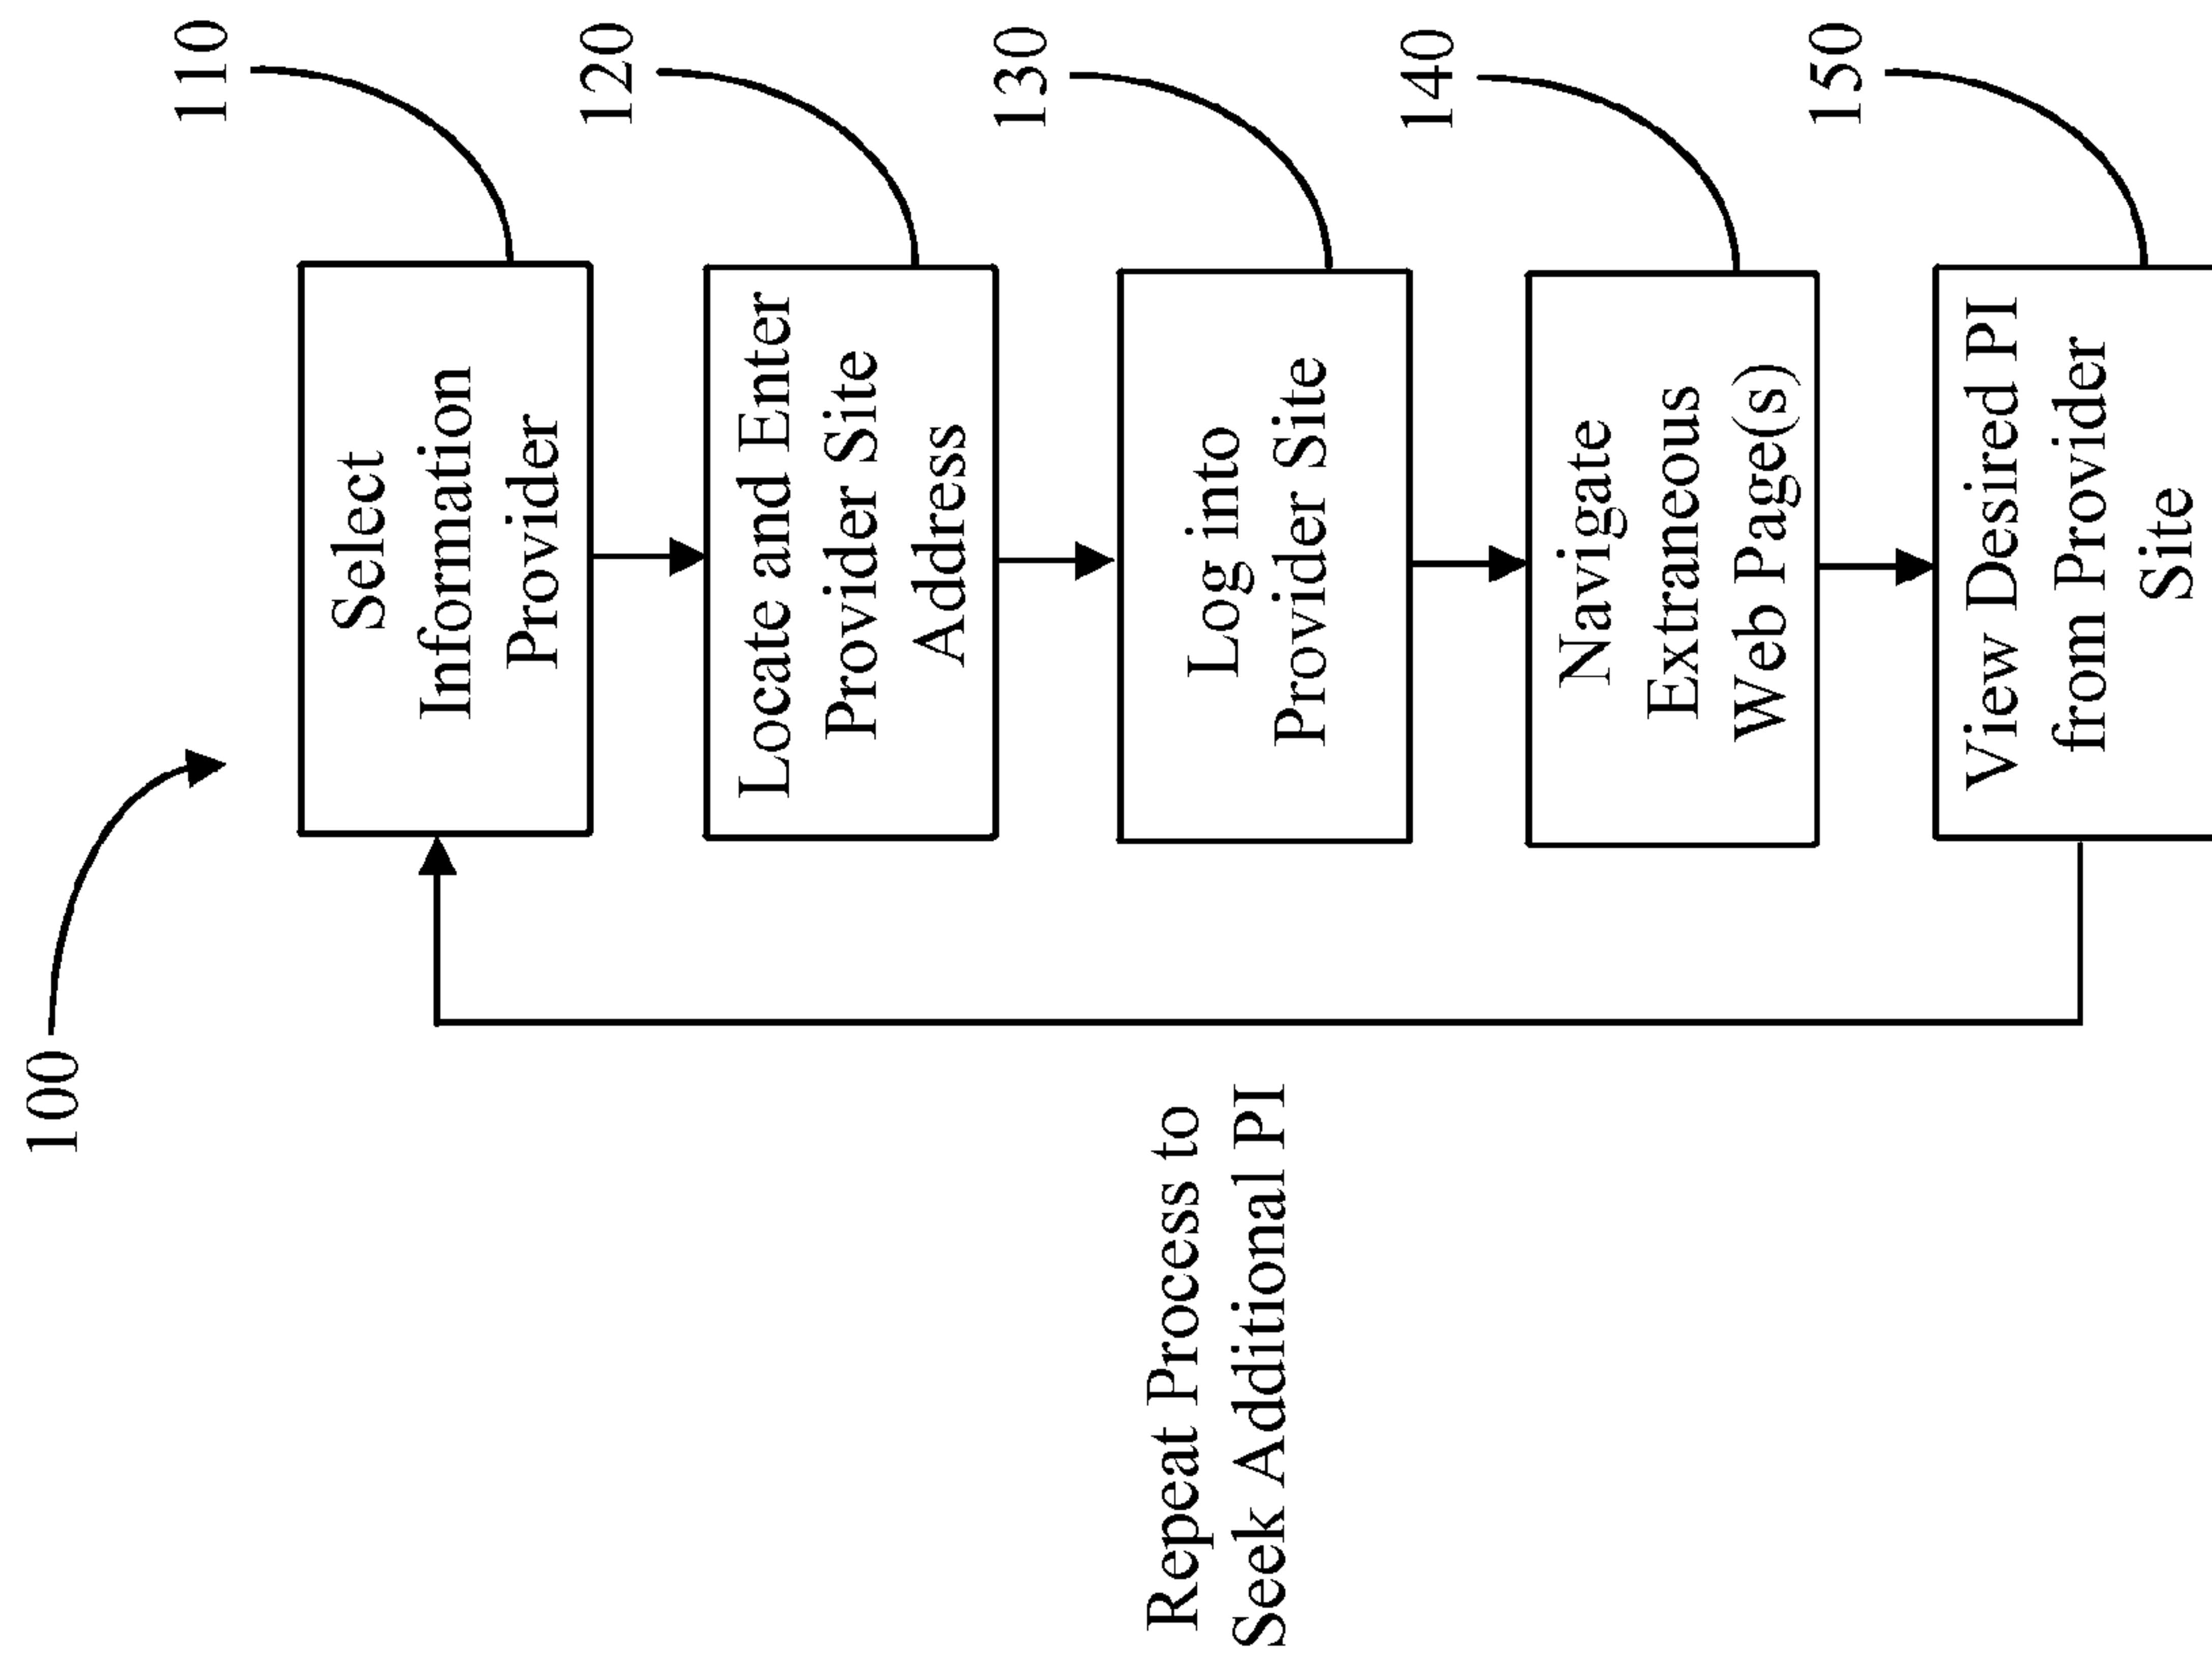 100
110
Select
Information
Provider
120
Locate and Enter
Provider Site
Address
130
Log into
Provider Site
140
Navigate
Extraneous
Web Page(s)
150
View Desired PI
from Provider
Site
Repeat Process to
Seek Additional PI